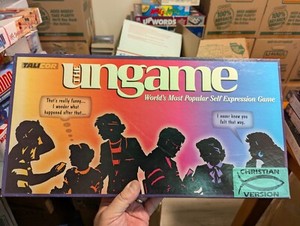 TALICOR
THE
ungame
World's Most Popular Self Expression Game
That's really funny...
I wonder what
happened after that...
I never knew you
felt that way.
CHRISTIAN
VERSION
UPWORDS